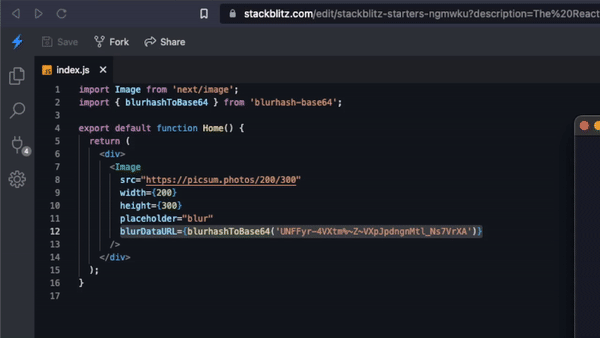 stackblitz.com/edit/stackblitz-starters-ngmwku?description=The%20React
Save Fork Share
JS index.js
4
1 import Image from 'next/image';
2 import { blurhashToBase64 } from 'blurhash-base64';
3
4 export default function Home() {
5 return (
6 <div>
7 <Image
8 src="https://picsum.photos/200/300"
9 width={200}
10 height={300}
11 placeholder="blur"
12 blurDataURL={blurhashToBase64('UNFFyr-4VXtm%~Z~VXpJpdngnMtl_Ns7VrXA')}
13 />
14 </div>
15 );
16 }
17